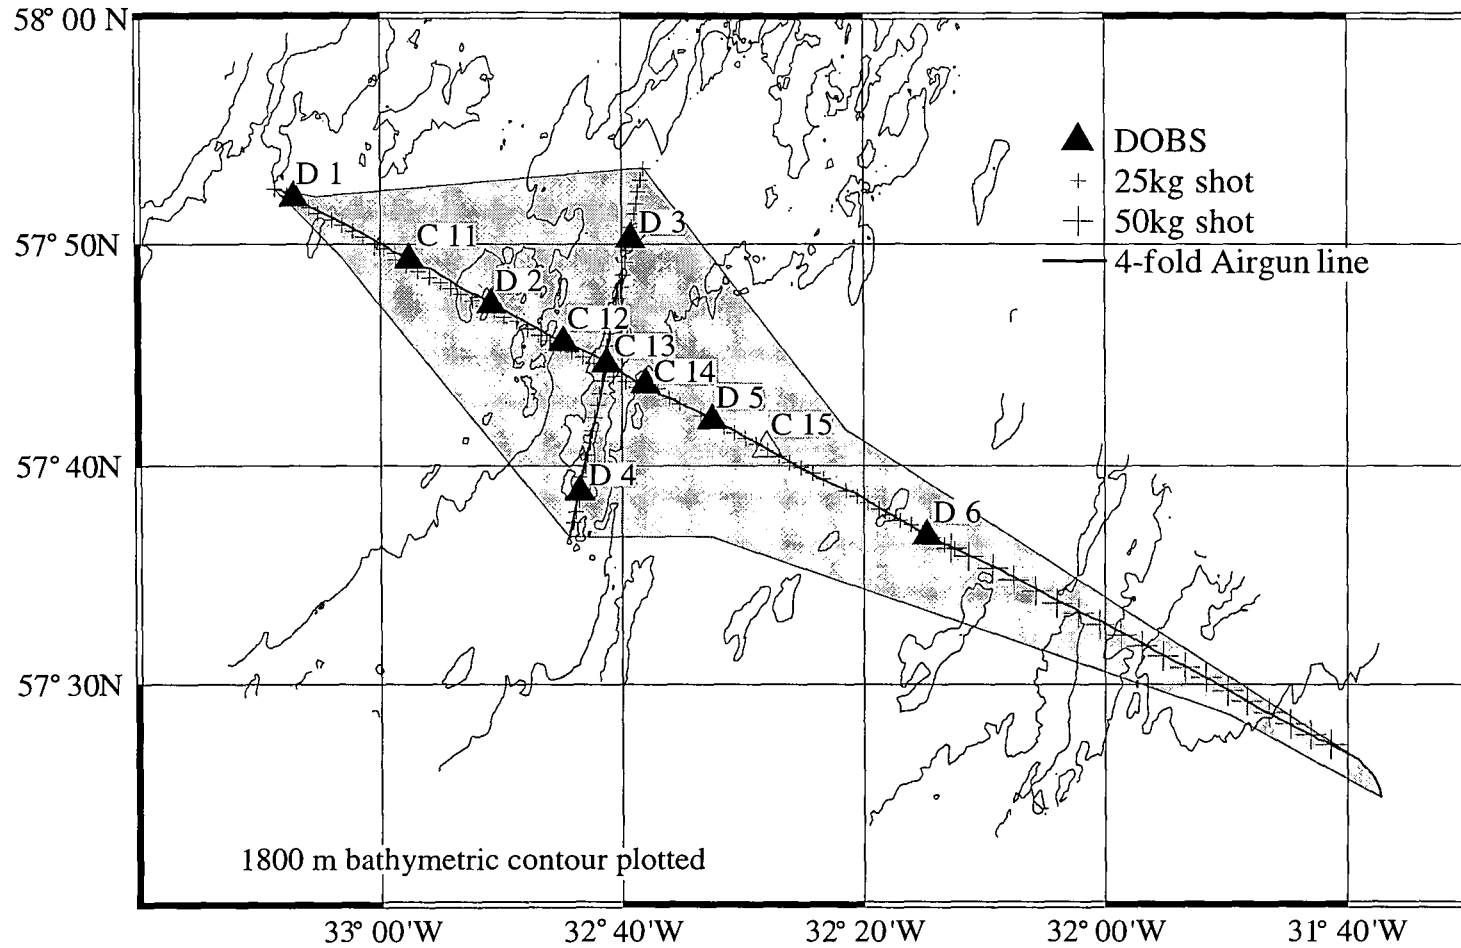 58° 00 N
DOBS
25kg shot
50kg shot
4-fold Airgun line
D 1
D 3
C 11
57° 50N
D 2
C 12
C 13
C 14
D 5
C 15
57° 40N
D 4
D 6
57° 30N
1800 m bathymetric contour plotted
33° 00 'W
32° 40 'W
32° 20 'W
32° 00 'W
31° 40 'W